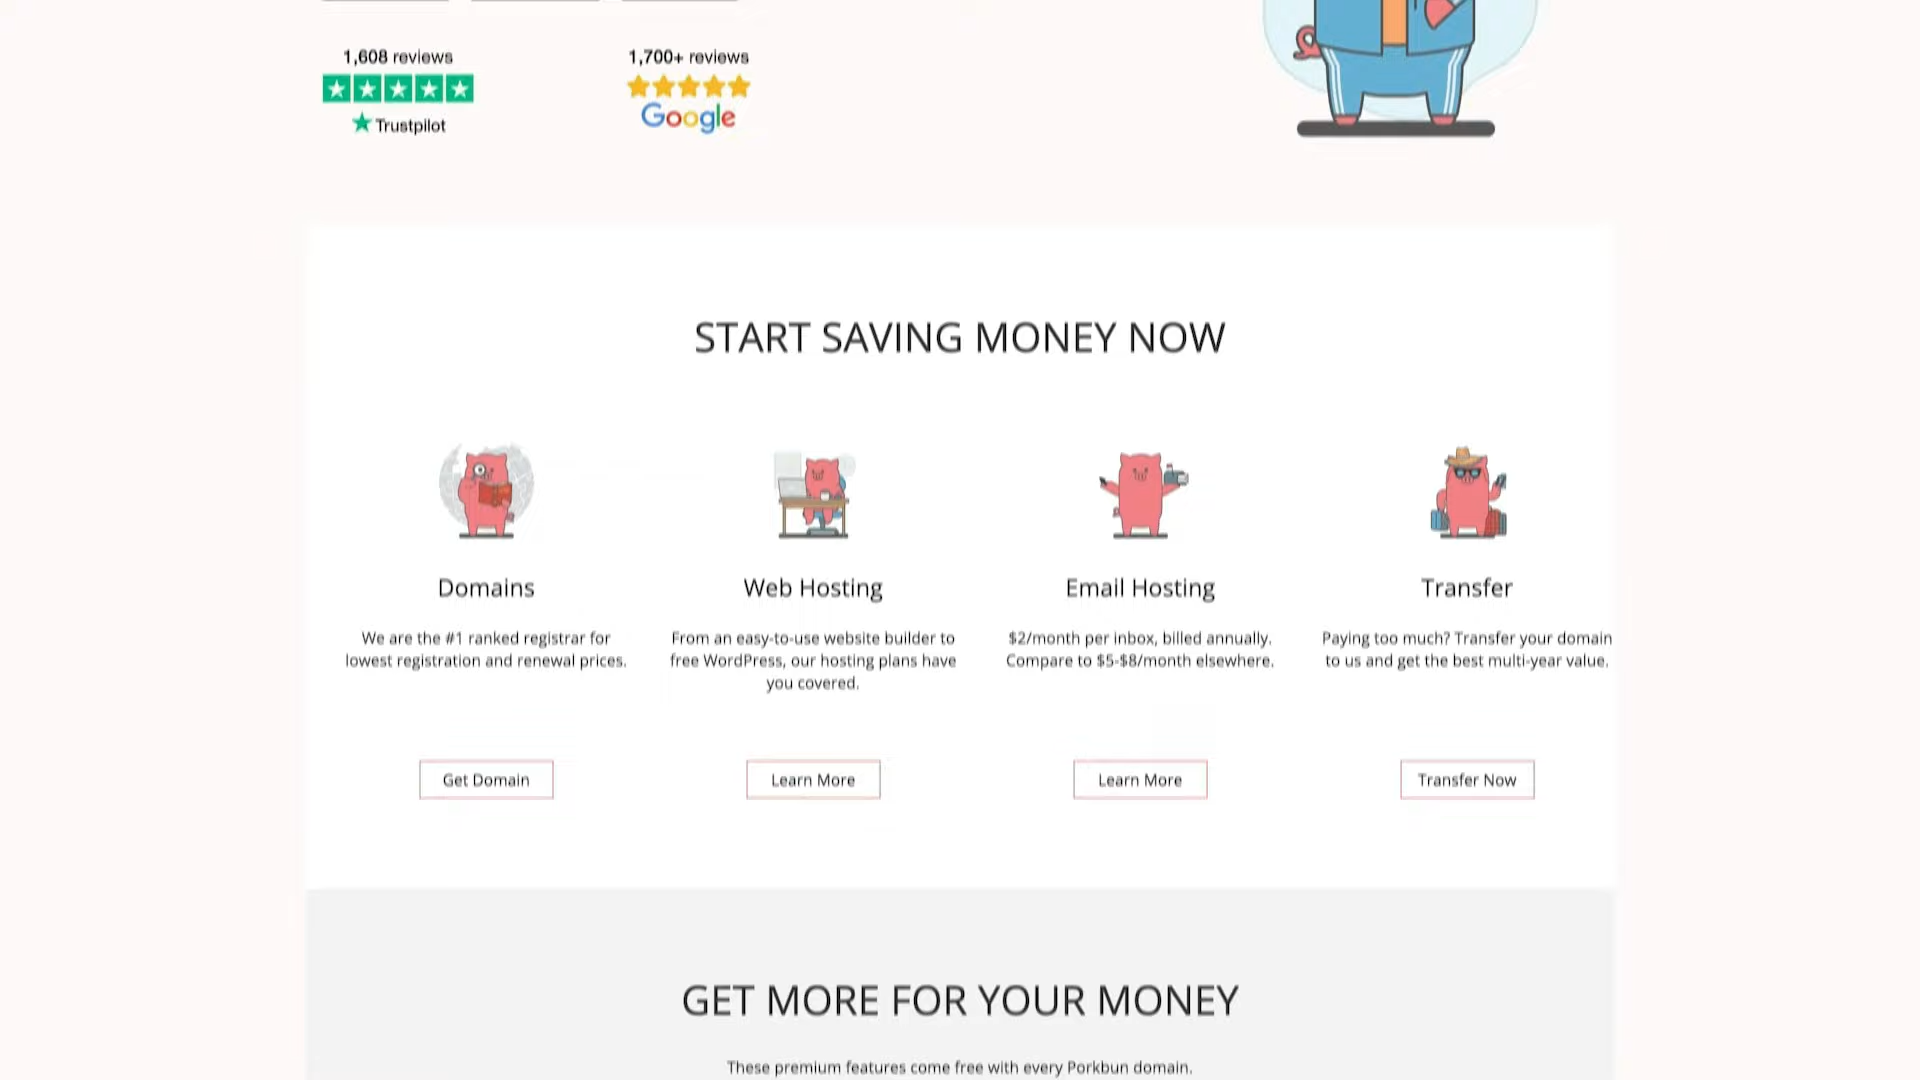 1,608 reviews
Trustpilot
1,700+ reviews
Google
START SAVING MONEY NOW
Domains
We are the #1 ranked registrar for
lowest registration and renewal prices.
Get Domain
Web Hosting
From an easy-to-use website builder to
free WordPress, our hosting plans have
you covered.
Learn More
Email Hosting
$2/month per inbox, billed annually.
Compare to $5-$8/month elsewhere.
Learn More
Transfer
Paying too much? Transfer your domain
to us and get the best multi-year value.
Transfer Now
GET MORE FOR YOUR MONEY
These premium features come free with every Porkbun domain.